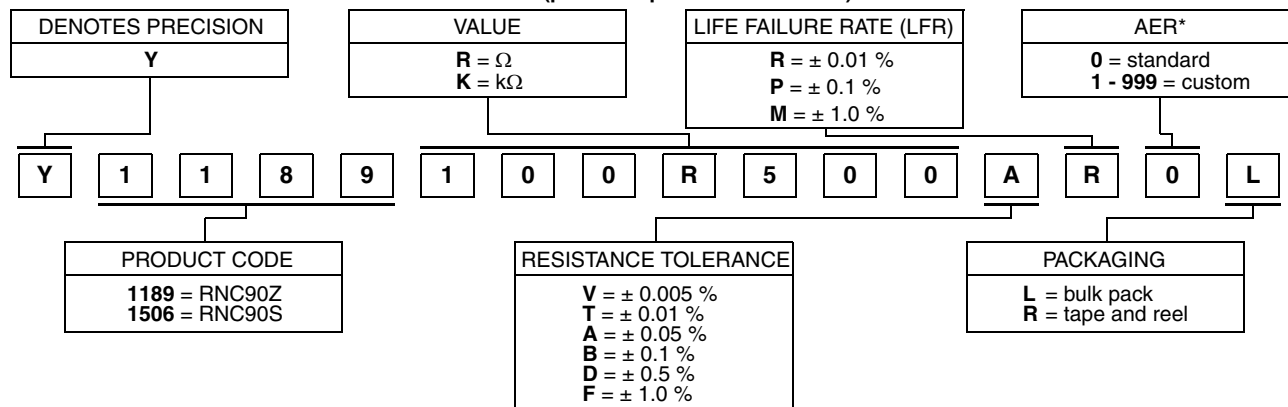 DENOTES PRECISION
Y
VALUE
R = Ω
K = kΩ
LIFE FAILURE RATE (LFR)
R = ± 0.01 %
P = ± 0.1 %
M = ± 1.0 %
AER*
0 = standard
1 - 999 = custom
Y 1 1 8 9 1 0 0 R 5 0 0 A R 0 L
PRODUCT CODE
1189 = RNC90Z
1506 = RNC90S
RESISTANCE TOLERANCE
V = ± 0.005 %
T = ± 0.01 %
A = ± 0.05 %
B = ± 0.1 %
D = ± 0.5 %
F = ± 1.0 %
PACKAGING
L = bulk pack
R = tape and reel